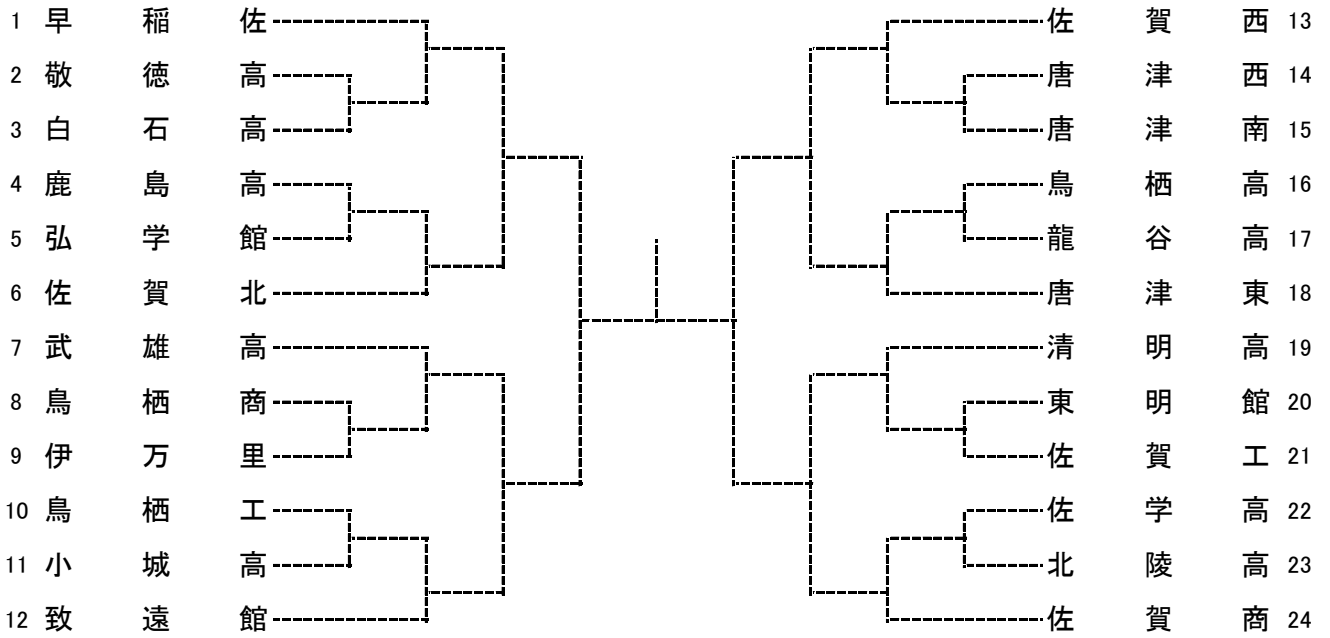 1 早稲佐
2 敬徳高
3 白石高
4 鹿島高
5 弘学館
6 佐賀北
7 武雄高
8 鳥栖商
9 伊万里
10 鳥栖工
11 小城高
12 致遠館
佐賀西 13
唐津西 14
唐津南 15
鳥栖高 16
龍谷高 17
唐津東 18
清明高 19
東明館 20
佐賀工 21
佐学高 22
北陵高 23
佐賀商 24